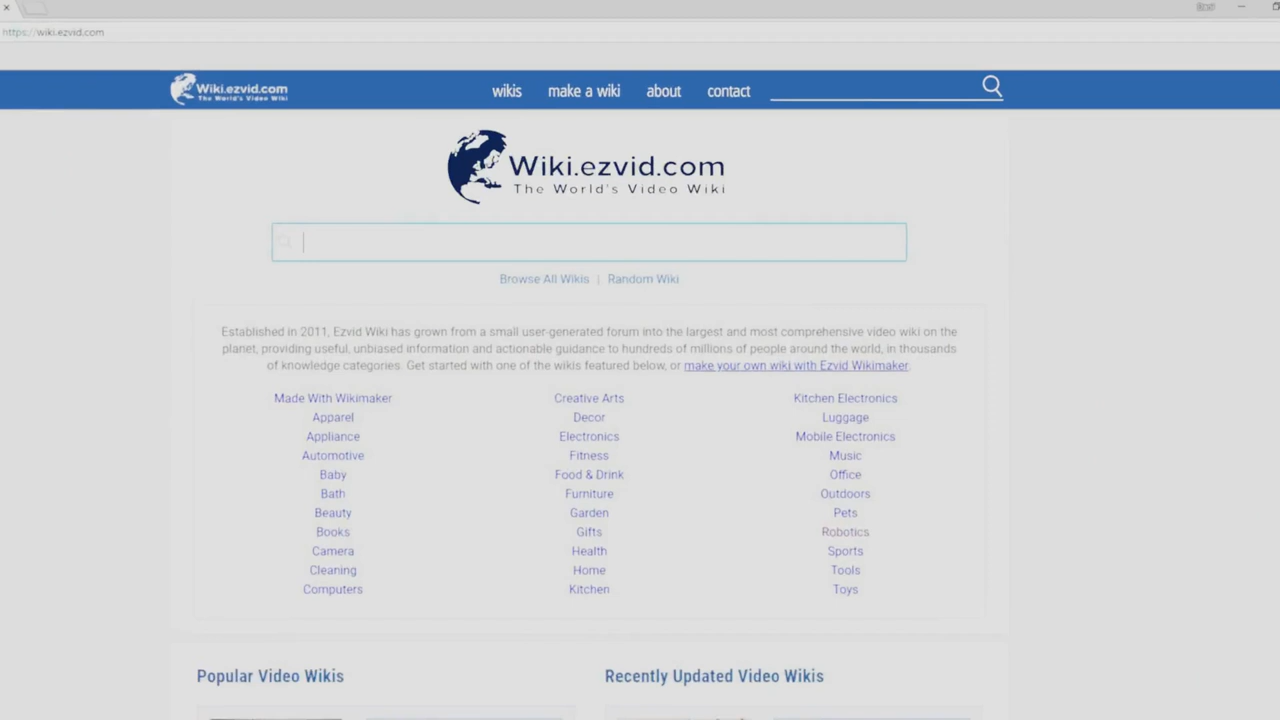 https://wiki.ezvid.com
Wiki.ezvid.com
The World's Video Wiki
wikis make a wiki about contact
Wiki.ezvid.com
The World's Video Wiki
Browse All Wikis | Random Wiki
Established in 2011, Ezvid Wiki has grown from a small user-generated forum into the largest and most comprehensive video wiki on the
planet, providing useful, unbiased information and actionable guidance to hundreds of millions of people around the world, in thousands
of knowledge categories. Get started with one of the wikis featured below, or make your own wiki with Ezvid Wikimaker.
Made With Wikimaker
Apparel
Appliance
Automotive
Baby
Bath
Beauty
Books
Camera
Cleaning
Computers
Creative Arts
Decor
Electronics
Fitness
Food & Drink
Furniture
Garden
Gifts
Health
Home
Kitchen
Kitchen Electronics
Luggage
Mobile Electronics
Music
Office
Outdoors
Pets
Robotics
Sports
Tools
Toys
Popular Video Wikis
Recently Updated Video Wikis